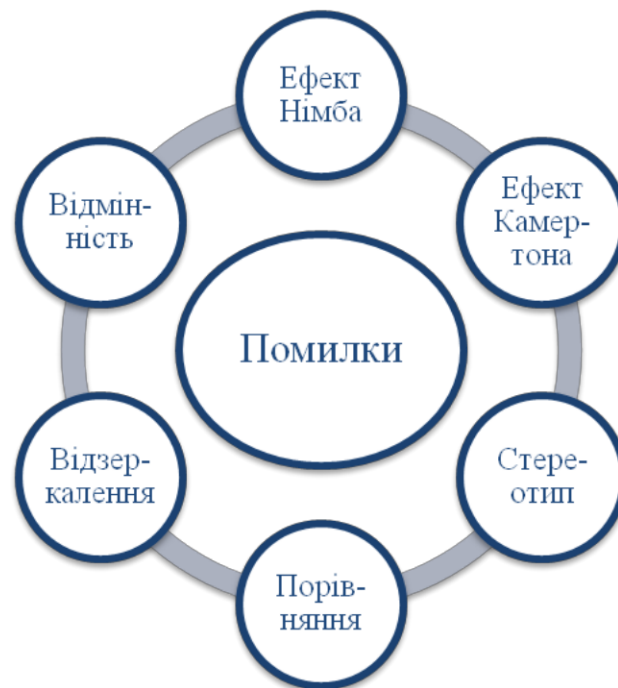 Ефект
Німба
Ефект
Камер-
тона
Стере-
отип
Порів-
няння
Відзер-
калення
Відмін-
ність
Помилки